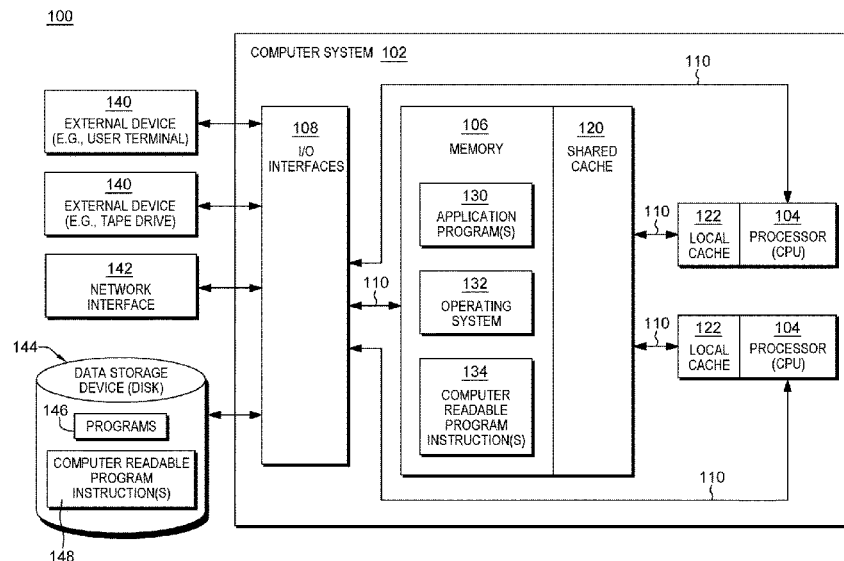 100
COMPUTER SYSTEM 102
110
140
EXTERNAL DEVICE
(E.G., USER TERMINAL)
140
EXTERNAL DEVICE
(E.G., TAPE DRIVE)
142
NETWORK
INTERFACE
144
DATA STORAGE
DEVICE (DISK)
146
PROGRAMS
COMPUTER READABLE
PROGRAM
INSTRUCTION(S)
148
108
I/O
INTERFACES
110
106
MEMORY
130
APPLICATION
PROGRAM(S)
132
OPERATING
SYSTEM
134
COMPUTER
READABLE
PROGRAM
INSTRUCTION(S)
120
SHARED
CACHE
110
122
LOCAL
CACHE
104
PROCESSOR
(CPU)
110
122
LOCAL
CACHE
104
PROCESSOR
(CPU)
110